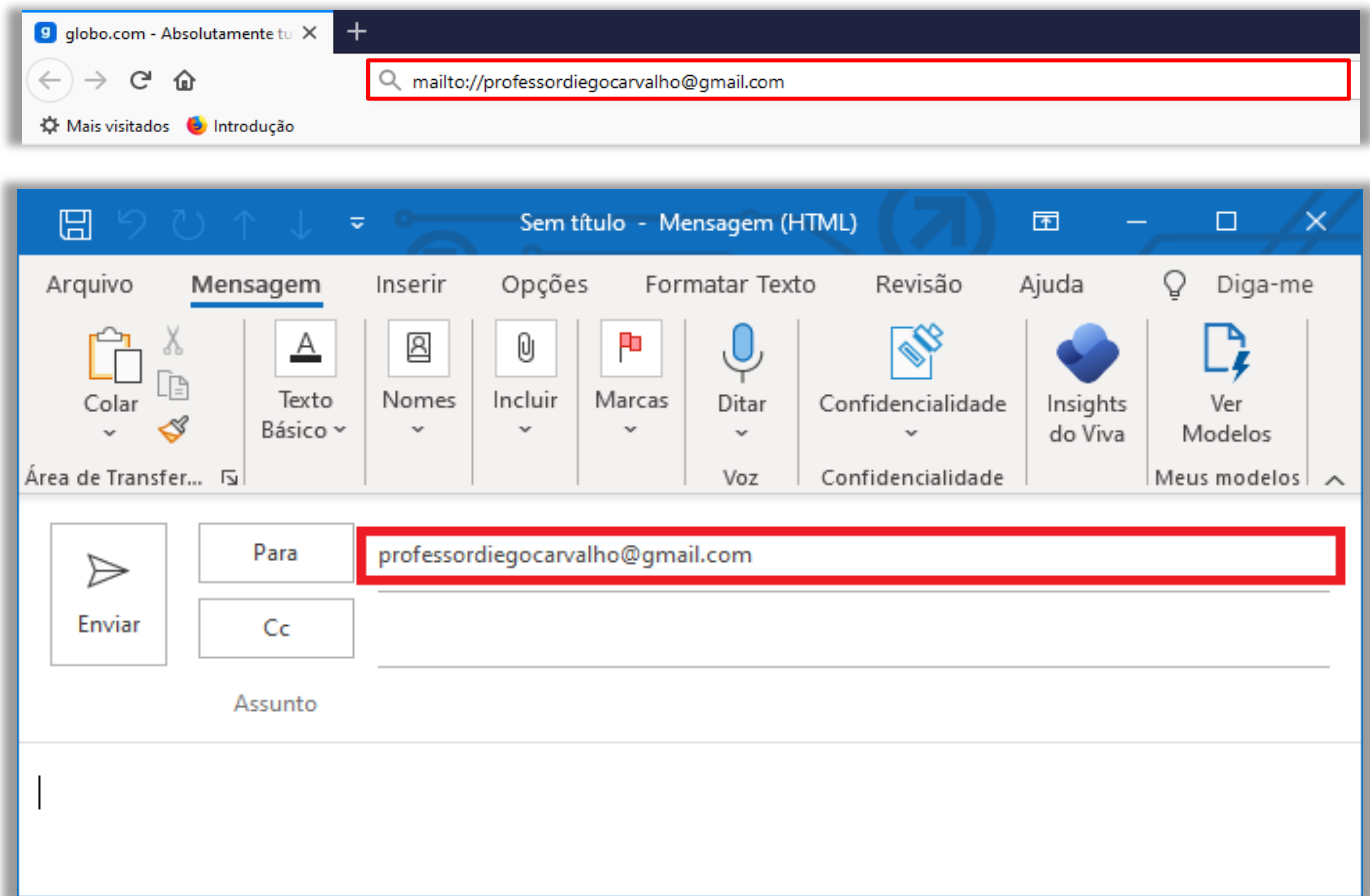 globo.com - Absolutamente tu
mailto://professordiegocarvalho@gmail.com
Mais visitados Introdução
Sem título - Mensagem (HTML)
Arquivo Mensagem Inserir Opções Formatar Texto Revisão Ajuda Diga-me
Colar Texto Básico Nomes Incluir Marcas Ditar Confidencialidade Insights do Viva Ver Modelos
Área de Transfer... Voz Confidencialidade Meus modelos
Para professordiegocarvalho@gmail.com
Enviar Cc
Assunto